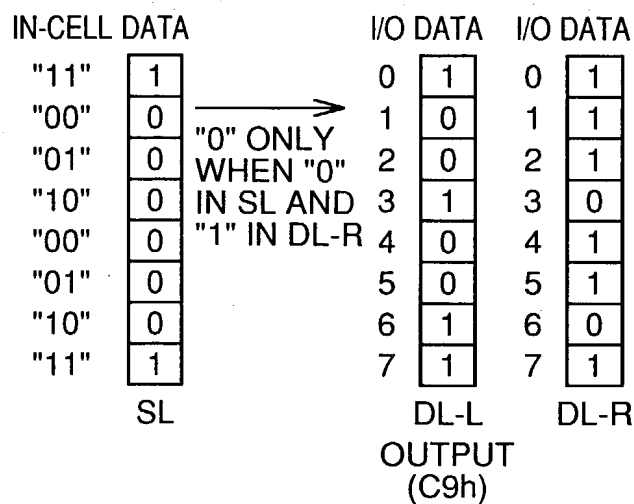 IN-CELL DATA I/O DATA I/O DATA
"11" 1 0 1 0 1
"00" 0 1 0 1 1
"01" 0 2 0 2 1
"10" 0 3 1 3 0
"00" 0 4 0 4 1
"01" 0 5 0 5 1
"10" 0 6 1 6 0
"11" 1 7 1 7 1
"0" ONLY
WHEN "0"
IN SL AND
"1" IN DL-R
SL DL-L DL-R
OUTPUT
(C9h)